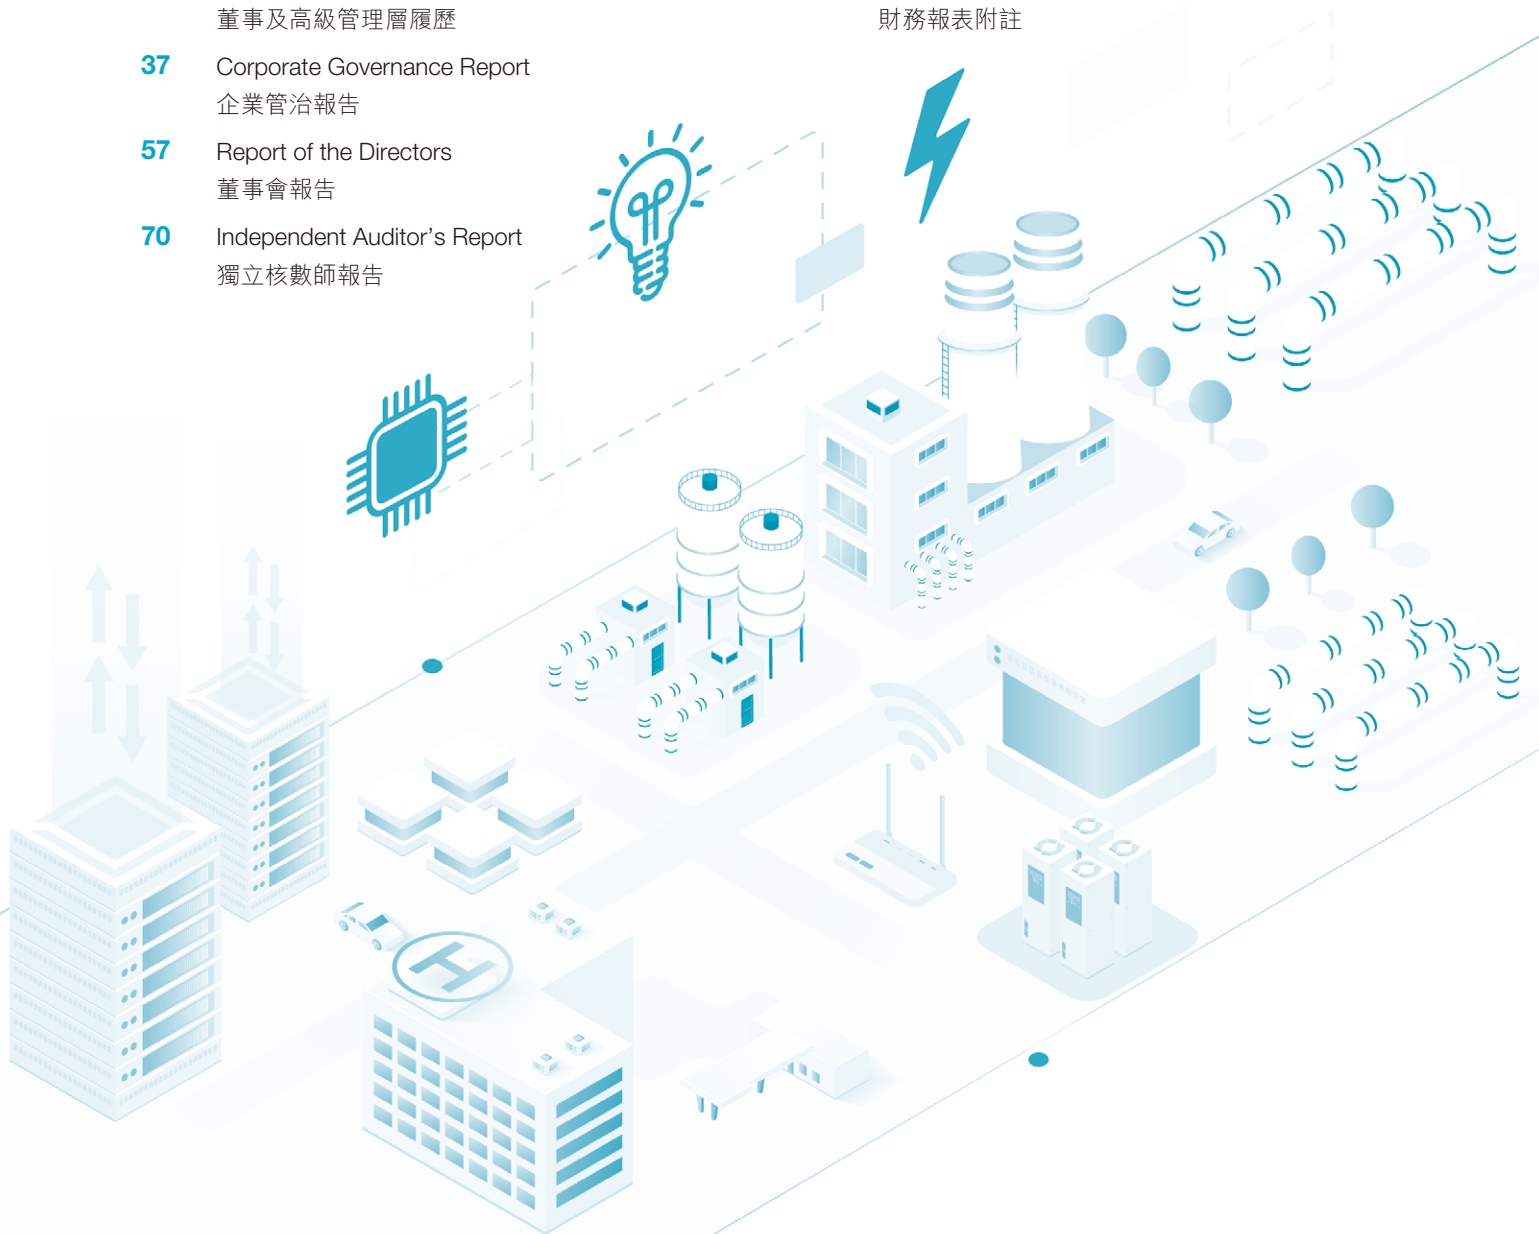 董事及高級管理層履歷
37 Corporate Governance Report
企業管治報告
57 Report of the Directors
董事會報告
70 Independent Auditor’s Report
獨立核數師報告
財務報表附註
H